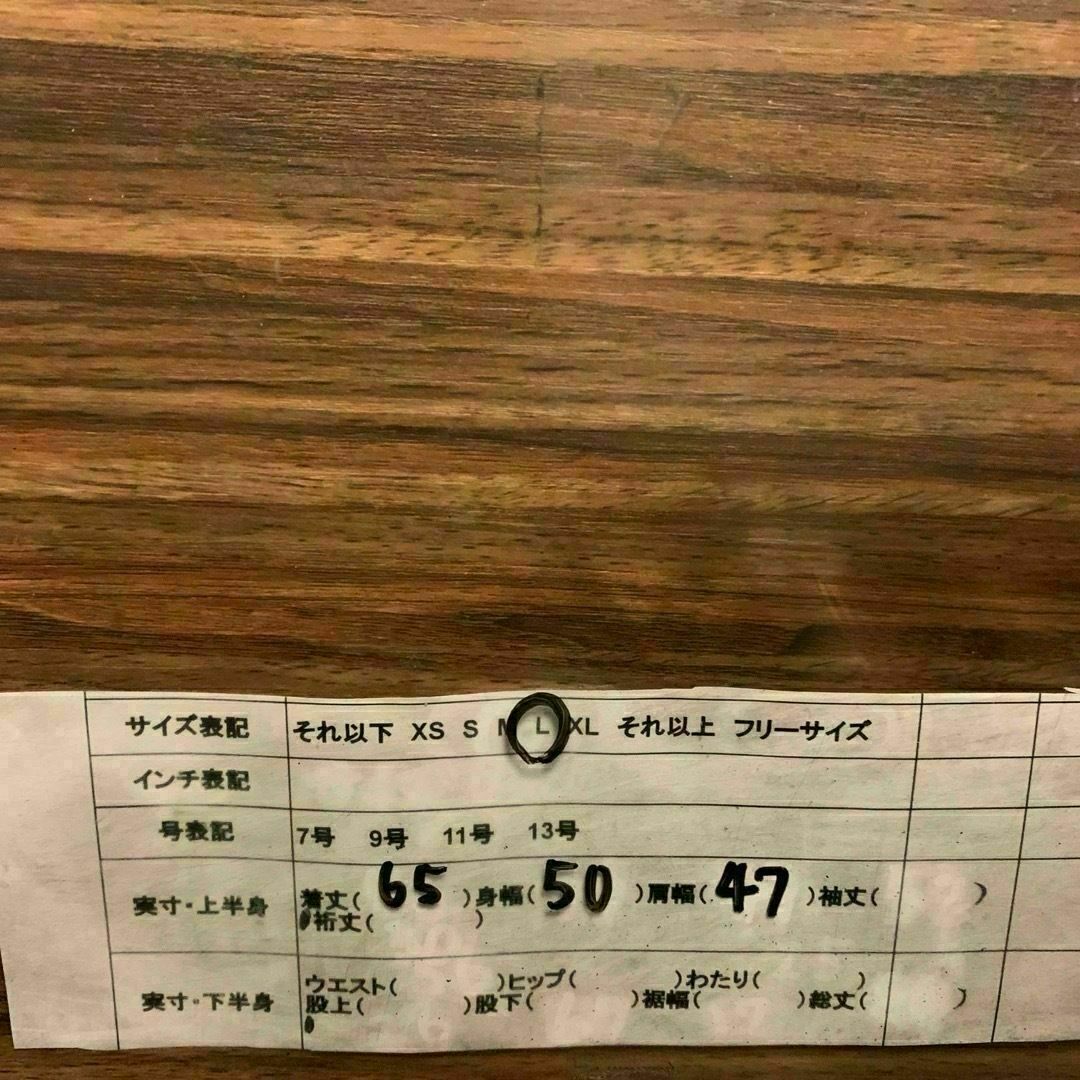 サイズ表記 それ以下 XS S M L XL それ以上 フリーサイズ
インチ表記
号表記 7号 9号 11号 13号
実寸・上半身 着丈( 65 )身幅( 50 )肩幅( 47 )袖丈( )
裄丈( )
実寸・下半身 ウエスト( )ヒップ( )わたり( )
股上( )股下( )裾幅( )総丈( )